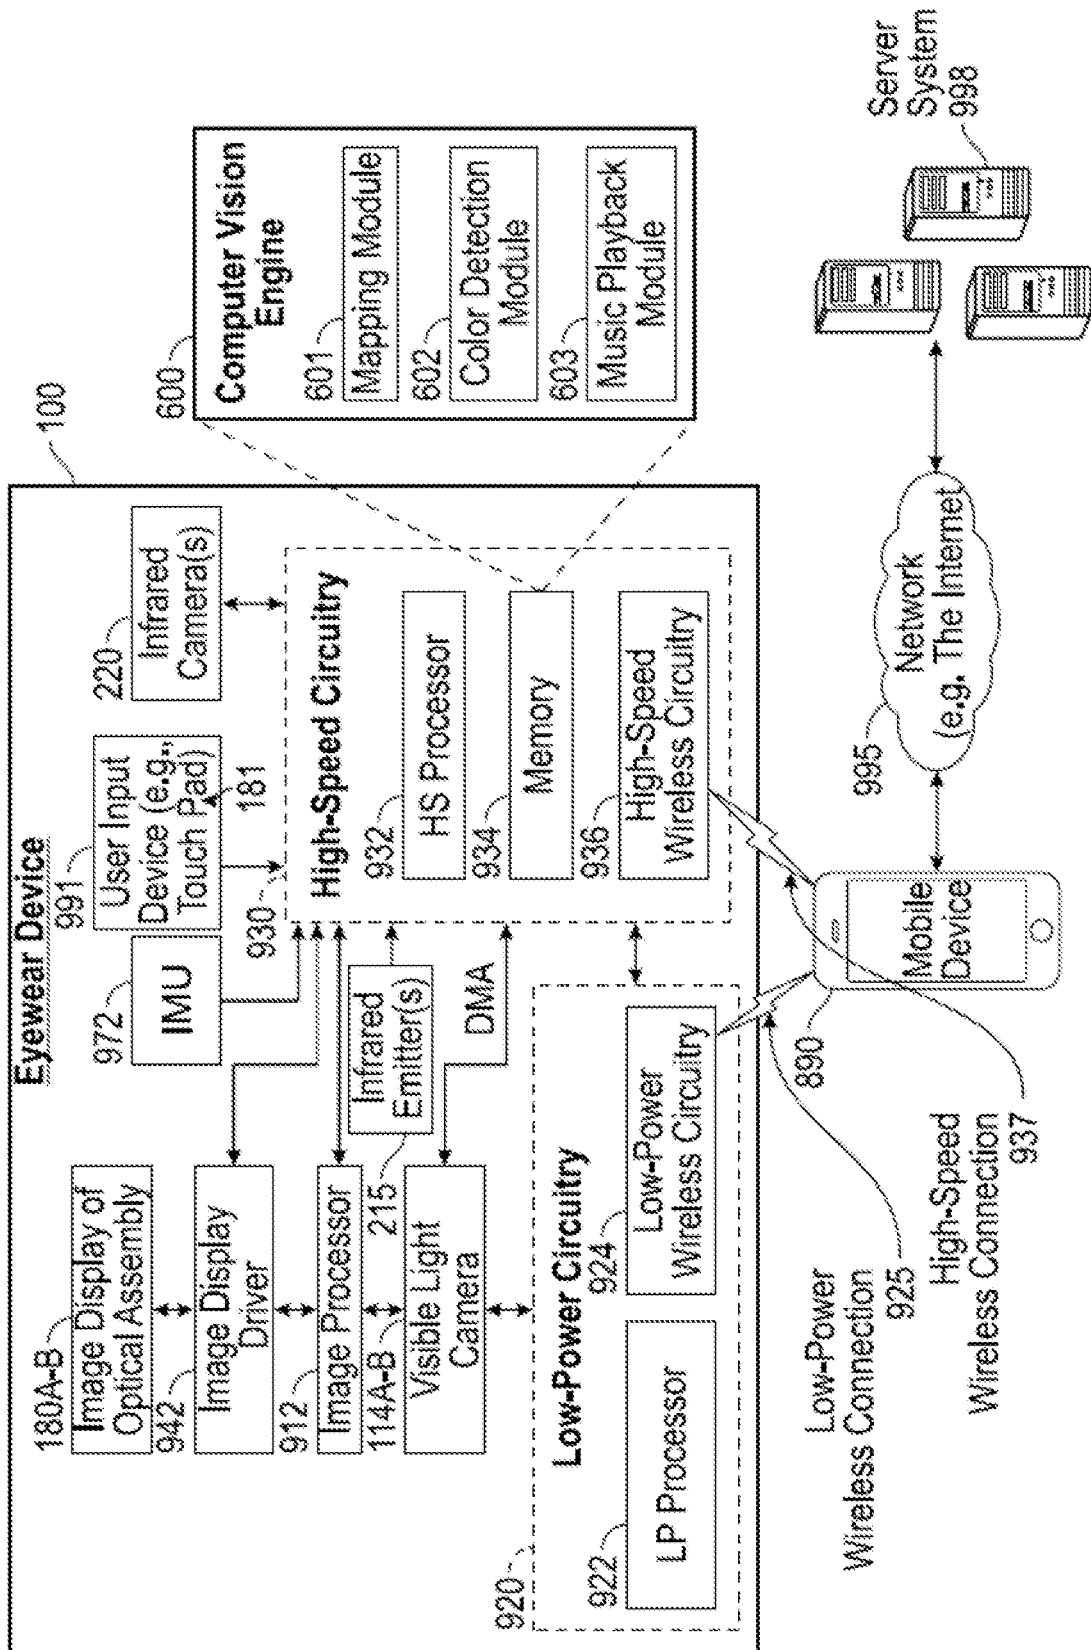 Eyewear Device
100
180A-B
Image Display of
Optical Assembly
942
Image Display
Driver
912
Image Processor
114A-B
Visible Light
Camera
215
Infrared
Emitter(s)
DMA
972
IMU
991
User Input
Device (e.g.,
Touch Pad)
181
220
Infrared
Camera(s)
930
High-Speed Circuitry
932
HS Processor
934
Memory
936
High-Speed
Wireless Circuitry
920
Low-Power Circuitry
922
LP Processor
924
Low-Power
Wireless Circuitry
600
Computer Vision
Engine
601
Mapping Module
602
Color Detection
Module
603
Music Playback
Module
Low-Power
Wireless Connection
925
High-Speed
Wireless Connection
937
890
Mobile
Device
995
Network
(e.g. The Internet
Server
System
998